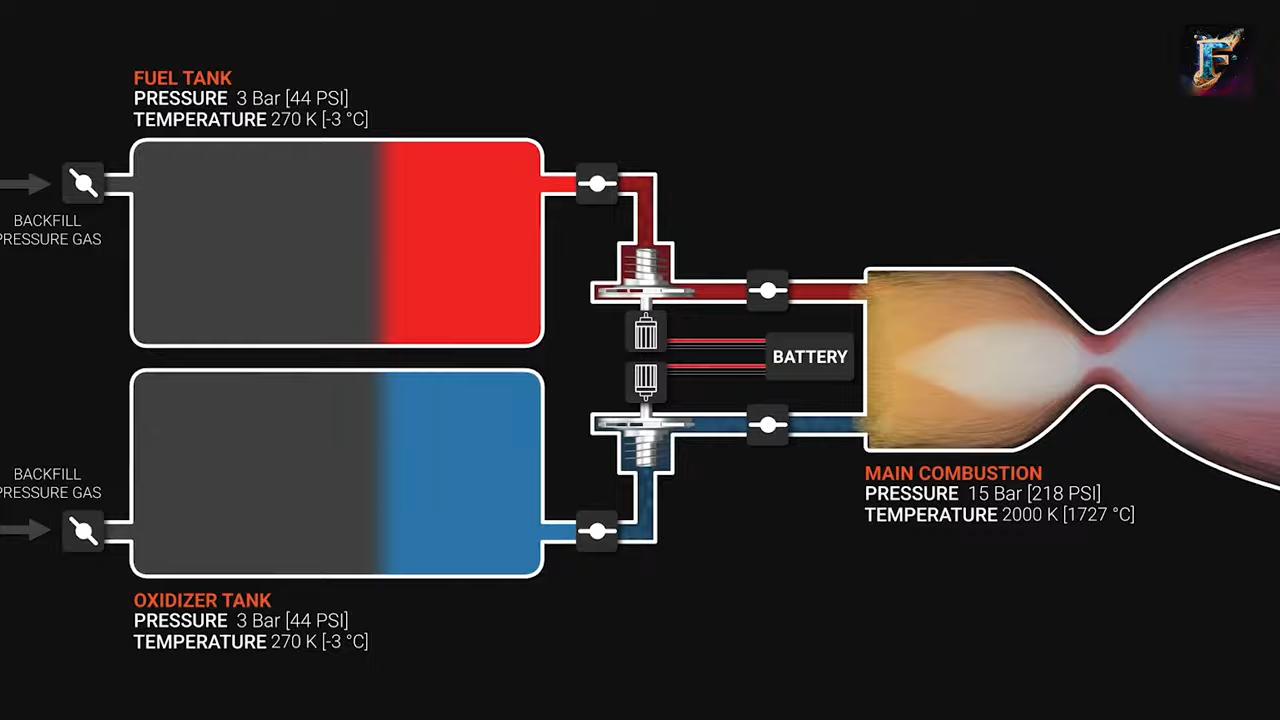 FUEL TANK
PRESSURE 3 Bar [44 PSI]
TEMPERATURE 270 K [-3 °C]
BACKFILL
PRESSURE GAS
BATTERY
BACKFILL
PRESSURE GAS
MAIN COMBUSTION
PRESSURE 15 Bar [218 PSI]
TEMPERATURE 2000 K [1727 °C]
OXIDIZER TANK
PRESSURE 3 Bar [44 PSI]
TEMPERATURE 270 K [-3 °C]
F